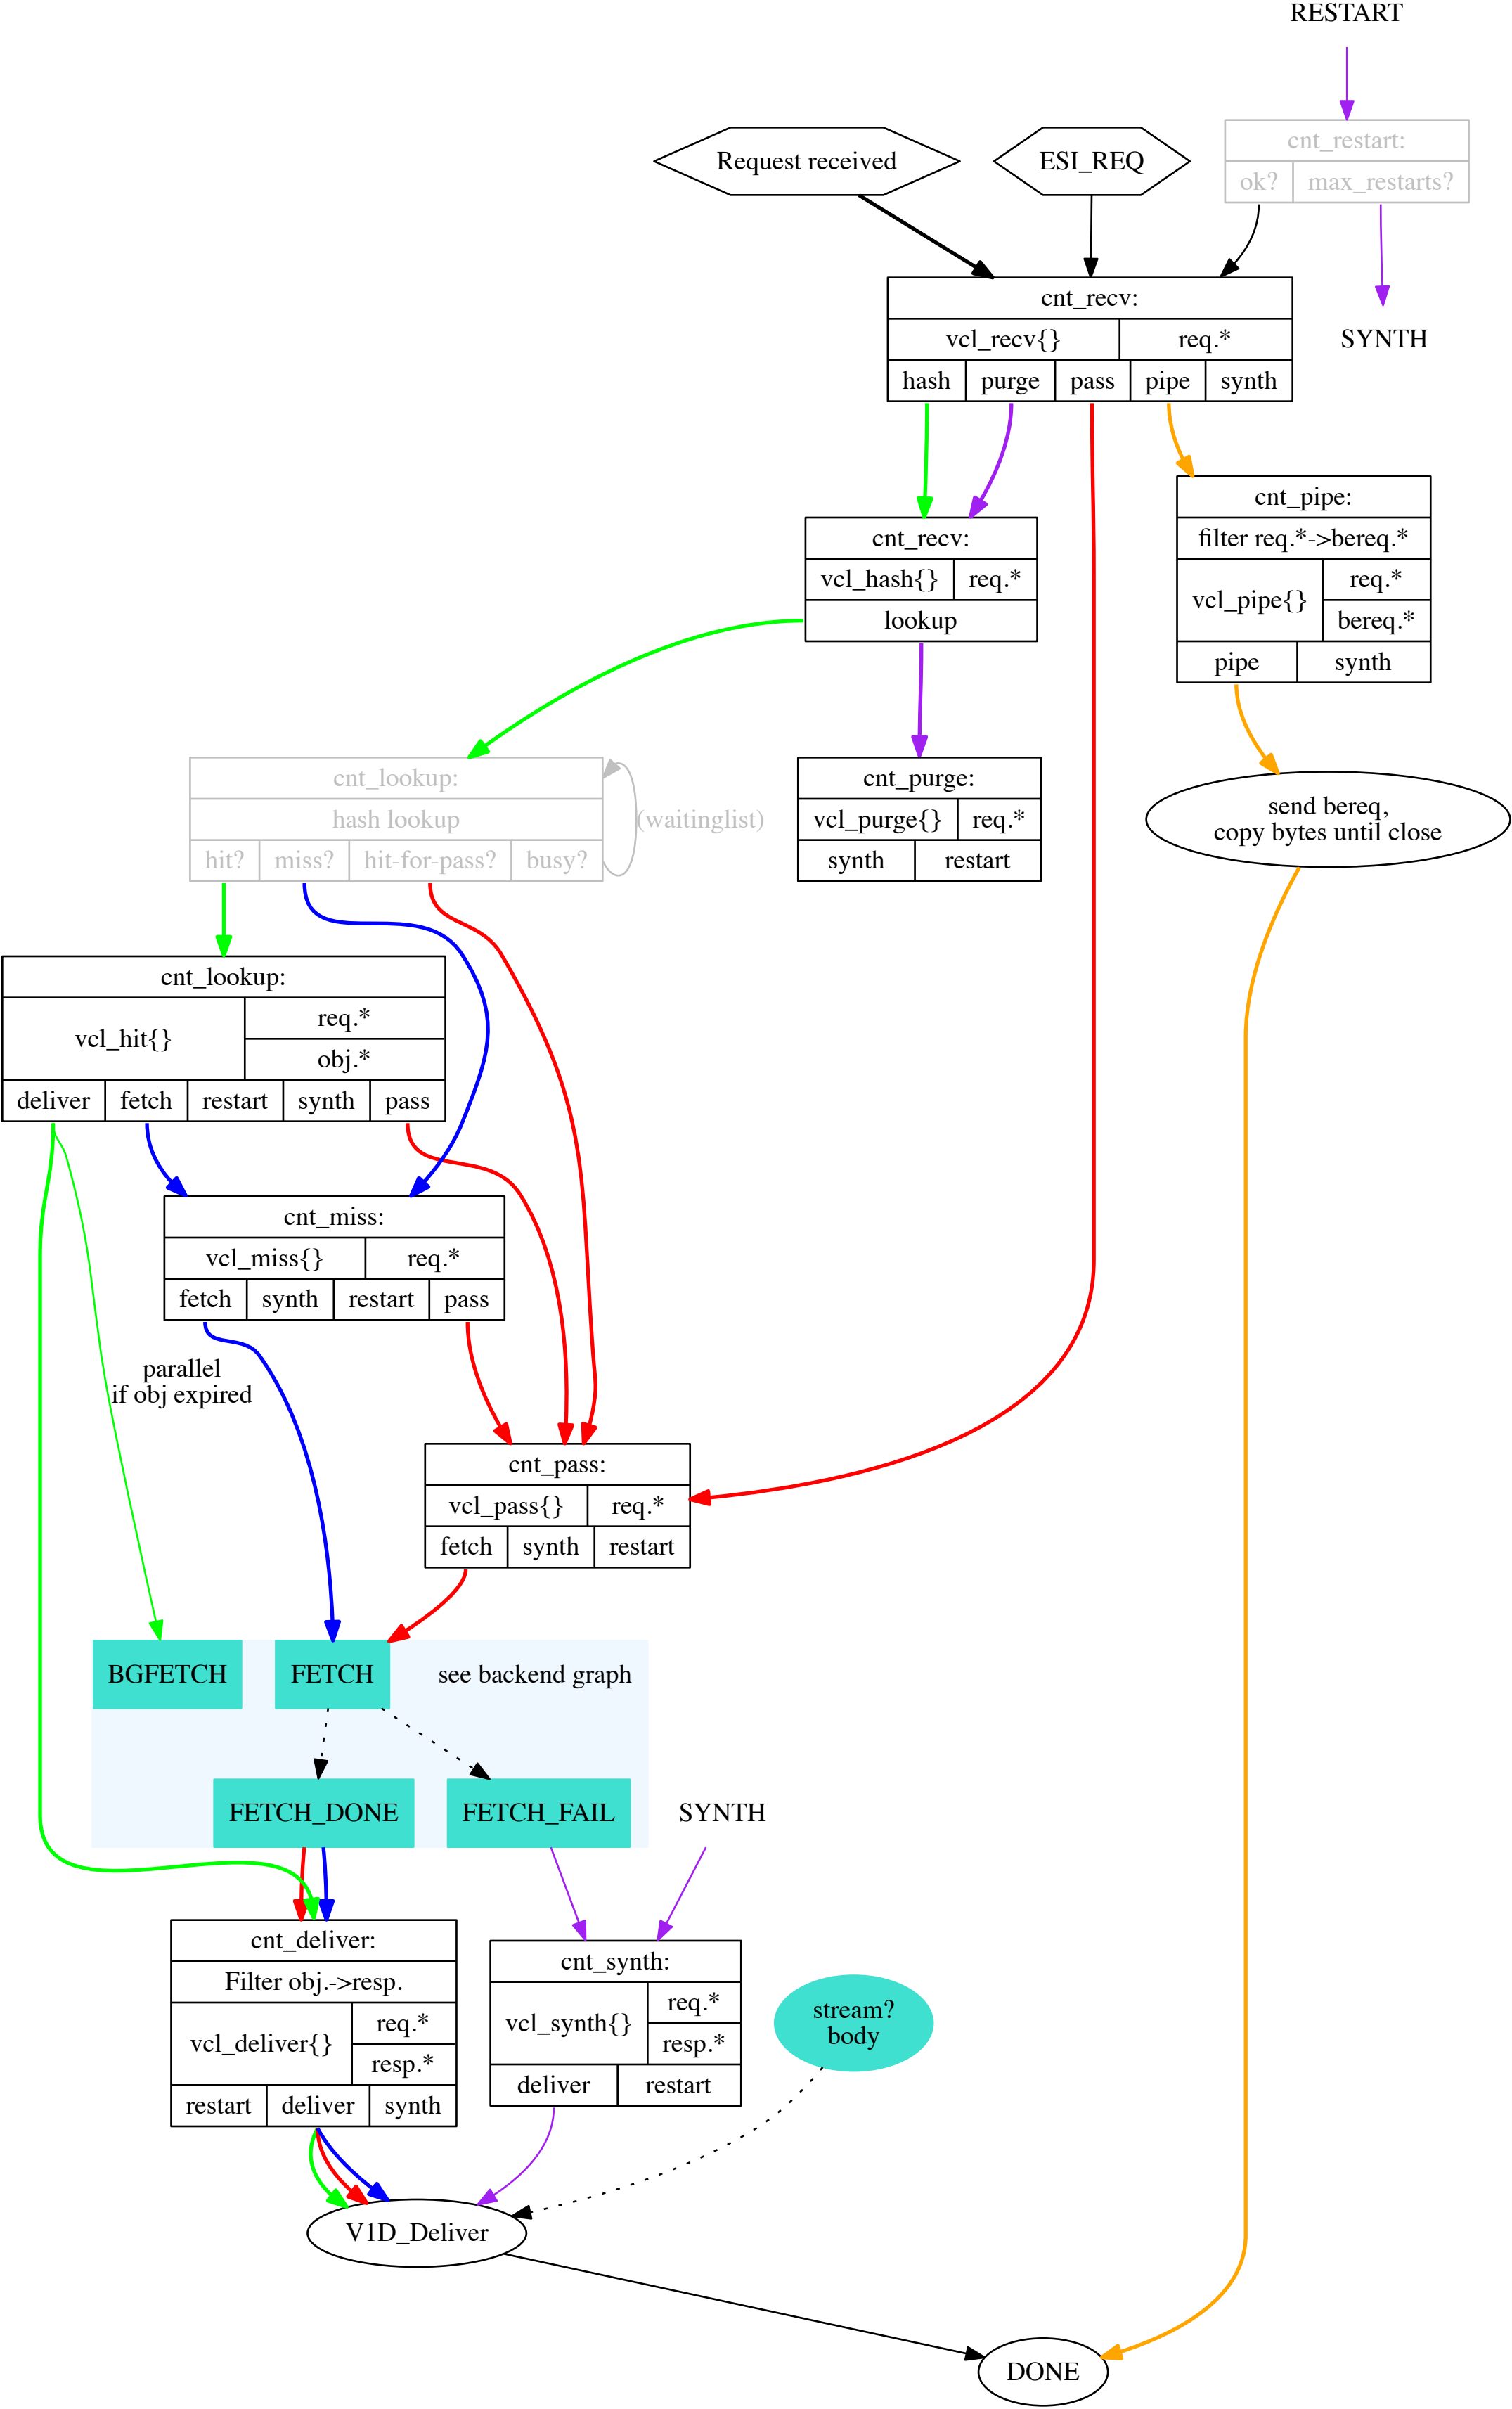 RESTART
Request received
ESI_REQ
cnt_restart:
ok?
max_restarts?
cnt_recv:
vcl_recv{}
req.*
hash
purge
pass
pipe
synth
SYNTH
cnt_recv:
vcl_hash{}
req.*
lookup
cnt_pipe:
filter req.*->bereq.*
vcl_pipe{}
req.*
bereq.*
pipe
synth
cnt_lookup:
hash lookup
hit?
miss?
hit-for-pass?
busy?
(waitinglist)
cnt_purge:
vcl_purge{}
req.*
synth
restart
send bereq,
copy bytes until close
cnt_lookup:
vcl_hit{}
req.*
obj.*
deliver
fetch
restart
synth
pass
cnt_miss:
vcl_miss{}
req.*
fetch
synth
restart
pass
parallel
if obj expired
cnt_pass:
vcl_pass{}
req.*
fetch
synth
restart
BGFETCH
FETCH
see backend graph
FETCH_DONE
FETCH_FAIL
SYNTH
cnt_deliver:
Filter obj.->resp.
vcl_deliver{}
req.*
resp.*
restart
deliver
synth
cnt_synth:
vcl_synth{}
req.*
resp.*
deliver
restart
stream?
body
V1D_Deliver
DONE